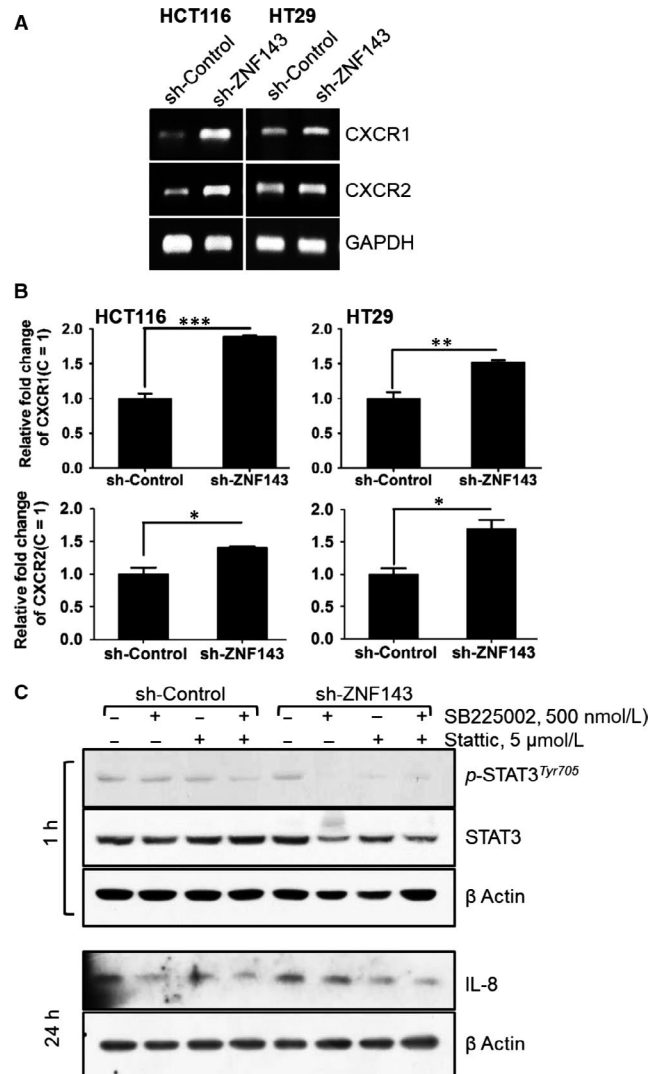 A
HCT116 HT29
sh-Control sh-ZNF143 sh-Control sh-ZNF143
CXCR1
CXCR2
GAPDH
B
HCT116
Relative fold change
of CXCR1(C = 1)
2.0
1.5
1.0
0.5
0.0
***
sh-Control sh-ZNF143
HT29
2.0
1.5
1.0
0.5
0.0
**
sh-Control sh-ZNF143
Relative fold change
of CXCR2(C = 1)
2.0
1.5
1.0
0.5
0.0
*
sh-Control sh-ZNF143
2.0
1.5
1.0
0.5
0.0
*
sh-Control sh-ZNF143
C
sh-Control sh-ZNF143
– + – + – + – + SB225002, 500 nmol/L)
– – + + – – + + Stattic, 5 µmol/L
1 h
p-STAT3Tyr705
STAT3
β Actin
24 h
IL-8
β Actin